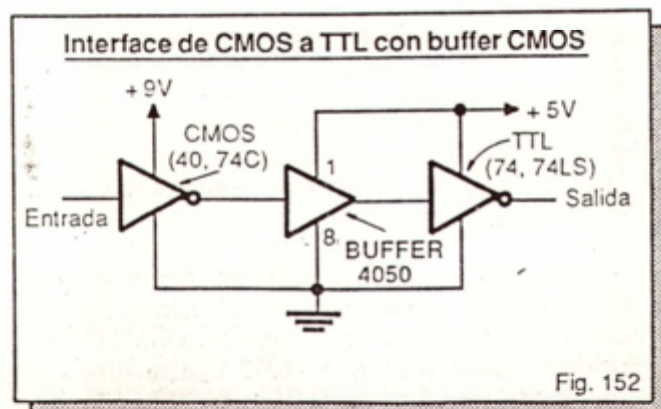 Interface de CMOS a TTL con buffer CMOS
+ 9V
+ 5V
CMOS
(40, 74C)
TTL
(74, 74LS)
1
Entrada
Salida
8
BUFFER
4050
Fig. 152